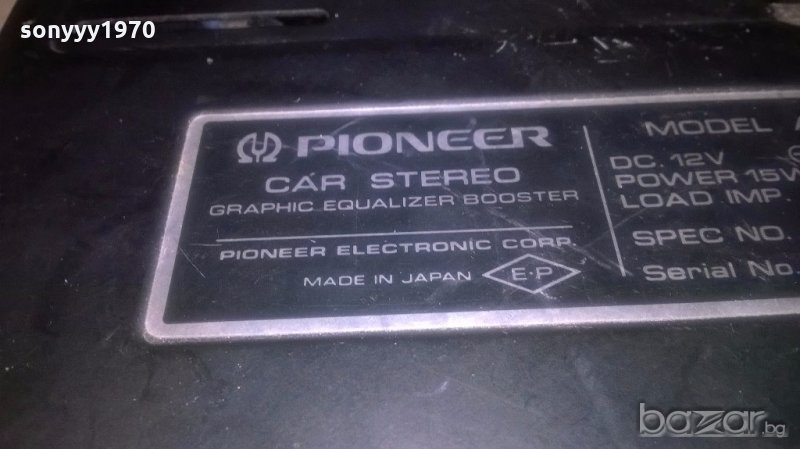 sonyyy1970
PIONEER
CAR STEREO
GRAPHIC EQUALIZER BOOSTER
PIONEER ELECTRONIC CORP.
MADE IN JAPAN E·P
MODEL
DC. 12V
POWER 15W
LOAD IMP.
SPEC NO.
Serial No.
bazar.bg